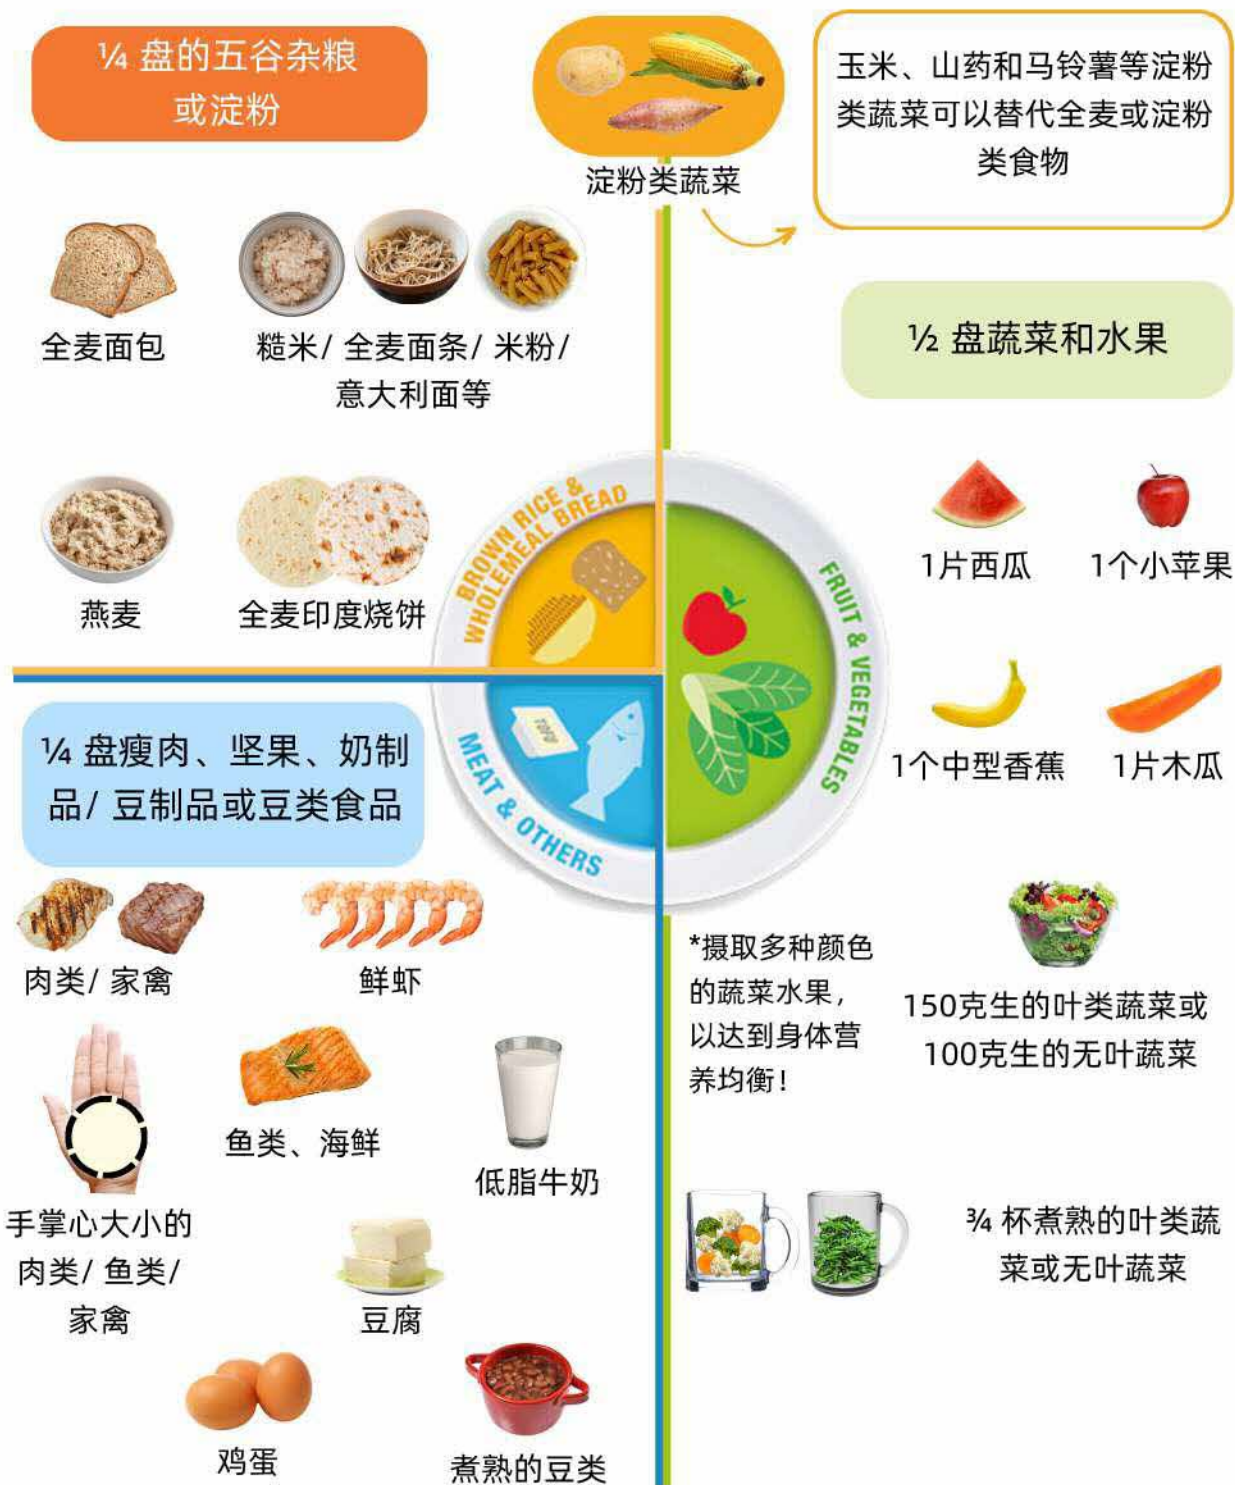 ¼ 盘的五谷杂粮
或淀粉
淀粉类蔬菜
玉米、山药和马铃薯等淀粉
类蔬菜可以替代全麦或淀粉
类食物
全麦面包
糙米/ 全麦面条/ 米粉/
意大利面等
燕麦
全麦印度烧饼
½ 盘蔬菜和水果
1片西瓜
1个小苹果
1个中型香蕉
1片木瓜
BROWN RICE &
WHOLEMEAL BREAD
FRUIT & VEGETABLES
MEAT & OTHERS
TOFU
¼ 盘瘦肉、坚果、奶制
品/ 豆制品或豆类食品
肉类/ 家禽
鲜虾
手掌心大小的
肉类/ 鱼类/
家禽
鱼类、海鲜
低脂牛奶
豆腐
鸡蛋
煮熟的豆类
*摄取多种颜色
的蔬菜水果，
以达到身体营
养均衡！
150克生的叶类蔬菜或
100克生的无叶蔬菜
¾ 杯煮熟的叶类蔬
菜或无叶蔬菜